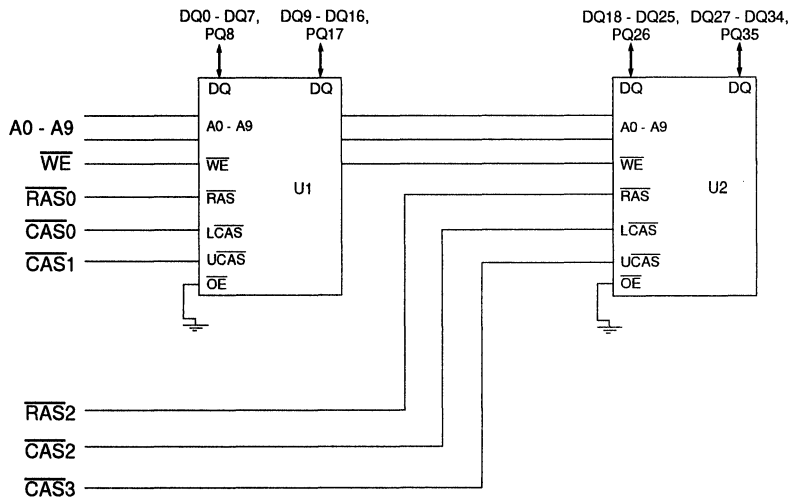 DQ0 - DQ7,
PQ8
DQ9 - DQ16,
PQ17
DQ18 - DQ25,
PQ26
DQ27 - DQ34,
PQ35
DQ
DQ
DQ
DQ
A0 - A9
A0 - A9
A0 - A9
WE
WE
WE
U1
U2
RAS0
RAS
RAS
CAS0
LCAS
LCAS
CAS1
UCAS
UCAS
OE
OE
RAS2
CAS2
CAS3